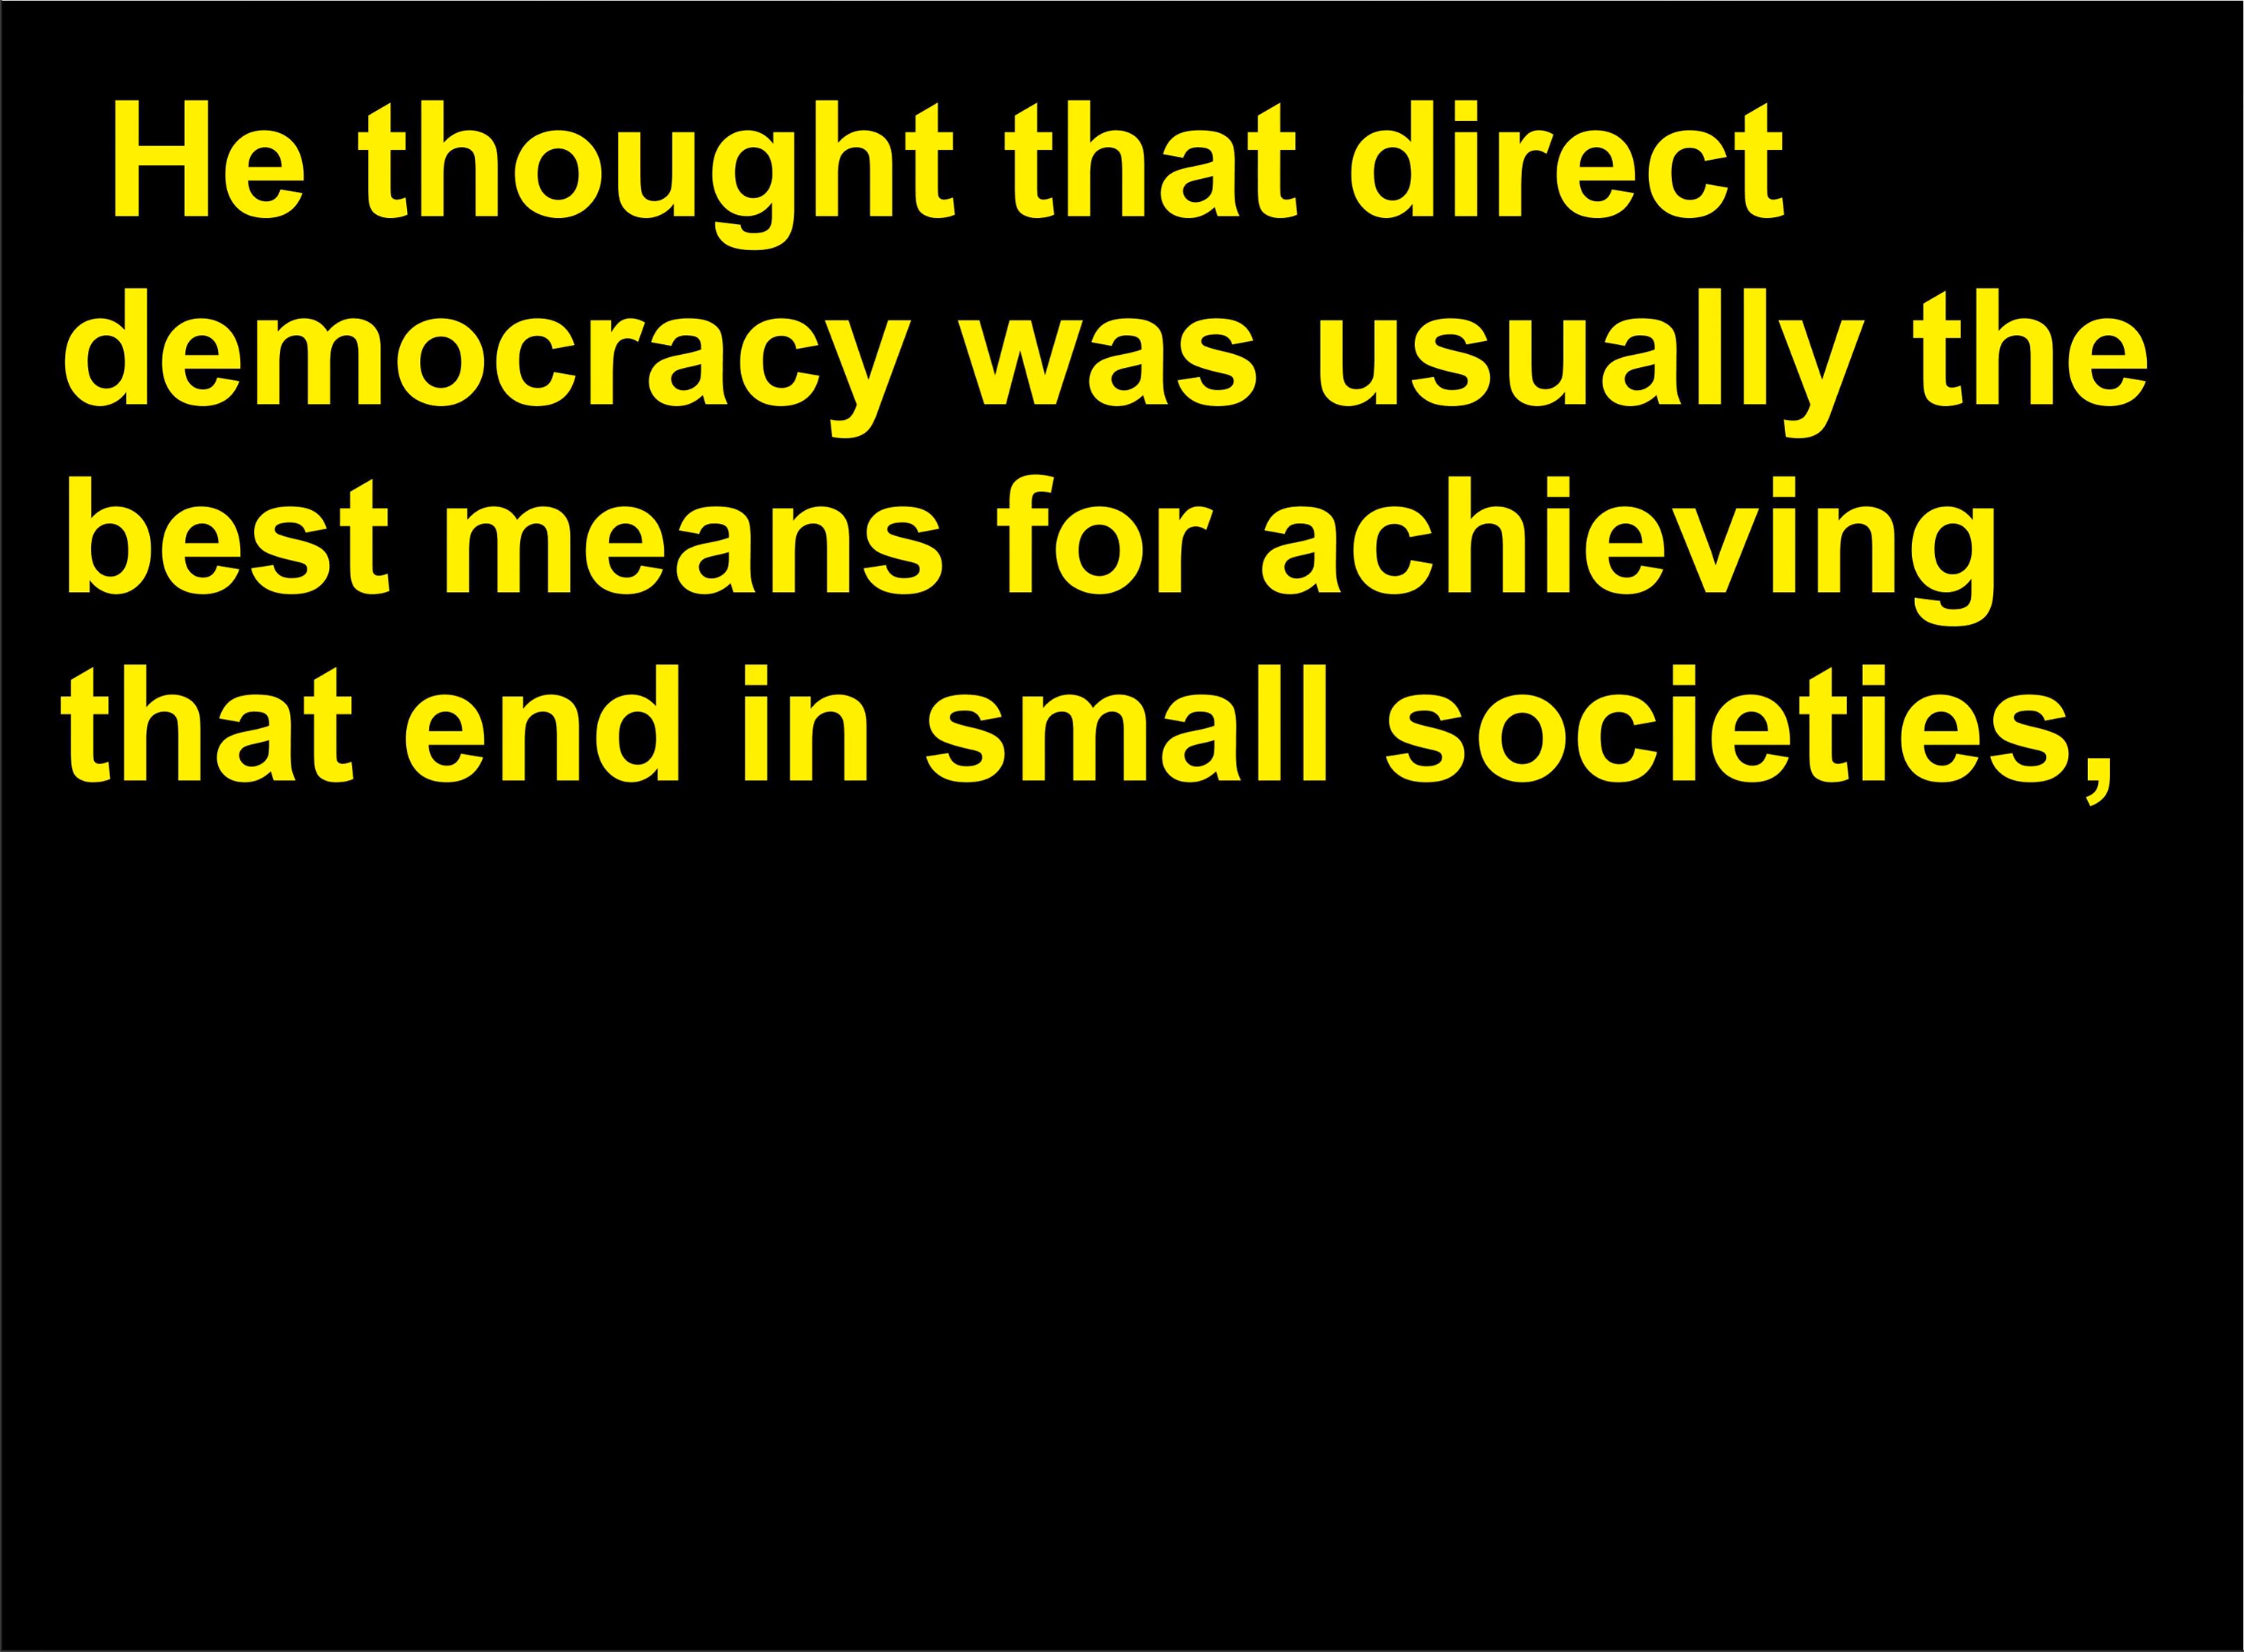 He thought that direct
democracy was usually the
best means for achieving
that end in small societies,